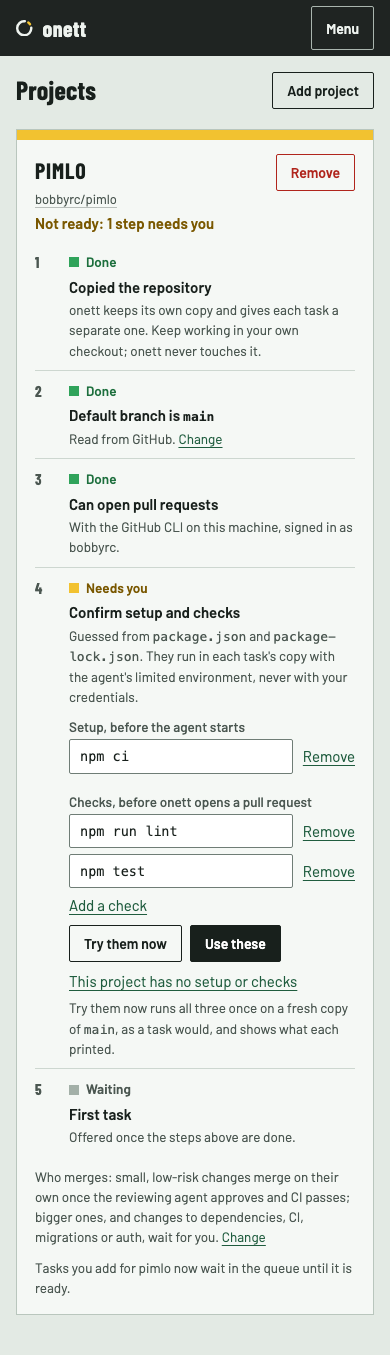 onett
Menu
Projects
Add project
PIMLO
Remove
bobbyrc/pimlo
Not ready: 1 step needs you
1
Done
Copied the repository
onett keeps its own copy and gives each task a
separate one. Keep working in your own
checkout; onett never touches it.
2
Done
Default branch is main
Read from GitHub. Change
3
Done
Can open pull requests
With the GitHub CLI on this machine, signed in as
bobbyrc.
4
Needs you
Confirm setup and checks
Guessed from package.json and package-
lock.json. They run in each task's copy with
the agent's limited environment, never with your
credentials.
Setup, before the agent starts
npm ci
Remove
Checks, before onett opens a pull request
npm run lint
Remove
npm test
Remove
Add a check
Try them now
Use these
This project has no setup or checks
Try them now runs all three once on a fresh copy
of main, as a task would, and shows what each
printed.
5
Waiting
First task
Offered once the steps above are done.
Who merges: small, low-risk changes merge on their
own once the reviewing agent approves and CI passes;
bigger ones, and changes to dependencies, CI,
migrations or auth, wait for you. Change
Tasks you add for pimlo now wait in the queue until it is
ready.